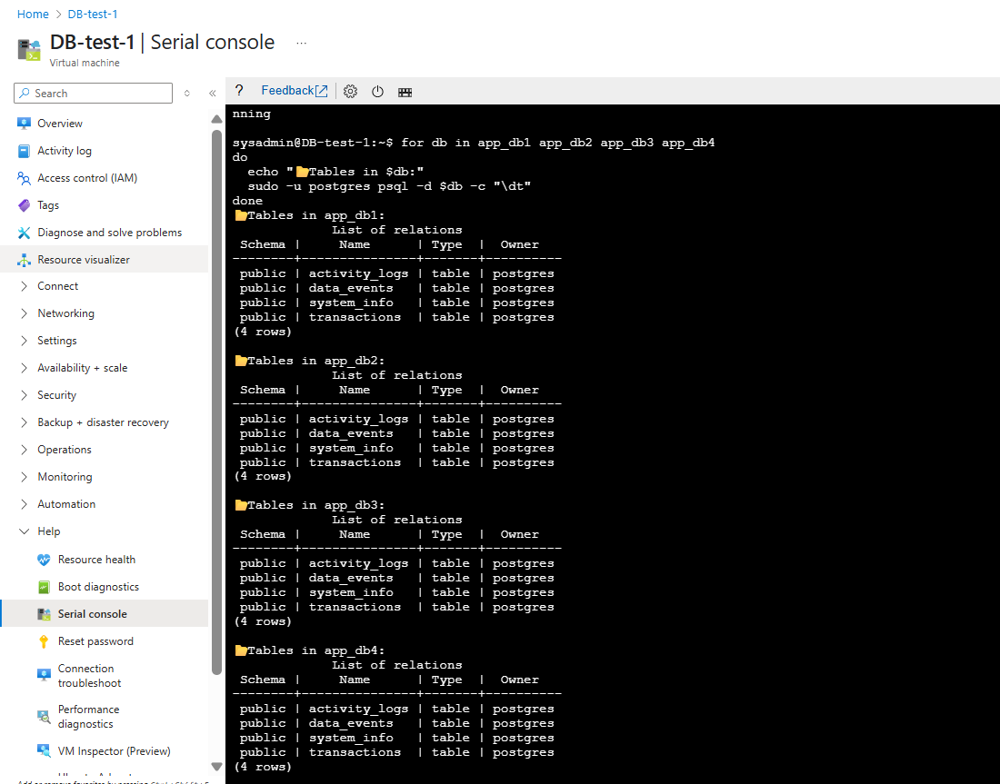 Home > DB-test-1
DB-test-1 | Serial console ...
Virtual machine
Search
Overview
Activity log
Access control (IAM)
Tags
Diagnose and solve problems
Resource visualizer
Connect
Networking
Settings
Availability + scale
Security
Backup + disaster recovery
Operations
Monitoring
Automation
Help
Resource health
Boot diagnostics
Serial console
Reset password
Connection
troubleshoot
Performance
diagnostics
VM Inspector (Preview)
? Feedback
nning
sysadmin@DB-test-1:~$ for db in app_db1 app_db2 app_db3 app_db4
do
  echo "📁Tables in $db:"
  sudo -u postgres psql -d $db -c "\dt"
done
📁Tables in app_db1:
             List of relations
 Schema |     Name      | Type  |  Owner
--------+---------------+-------+----------
 public | activity_logs | table | postgres
 public | data_events   | table | postgres
 public | system_info   | table | postgres
 public | transactions  | table | postgres
(4 rows)
📁Tables in app_db2:
             List of relations
 Schema |     Name      | Type  |  Owner
--------+---------------+-------+----------
 public | activity_logs | table | postgres
 public | data_events   | table | postgres
 public | system_info   | table | postgres
 public | transactions  | table | postgres
(4 rows)
📁Tables in app_db3:
             List of relations
 Schema |     Name      | Type  |  Owner
--------+---------------+-------+----------
 public | activity_logs | table | postgres
 public | data_events   | table | postgres
 public | system_info   | table | postgres
 public | transactions  | table | postgres
(4 rows)
📁Tables in app_db4:
             List of relations
 Schema |     Name      | Type  |  Owner
--------+---------------+-------+----------
 public | activity_logs | table | postgres
 public | data_events   | table | postgres
 public | system_info   | table | postgres
 public | transactions  | table | postgres
(4 rows)